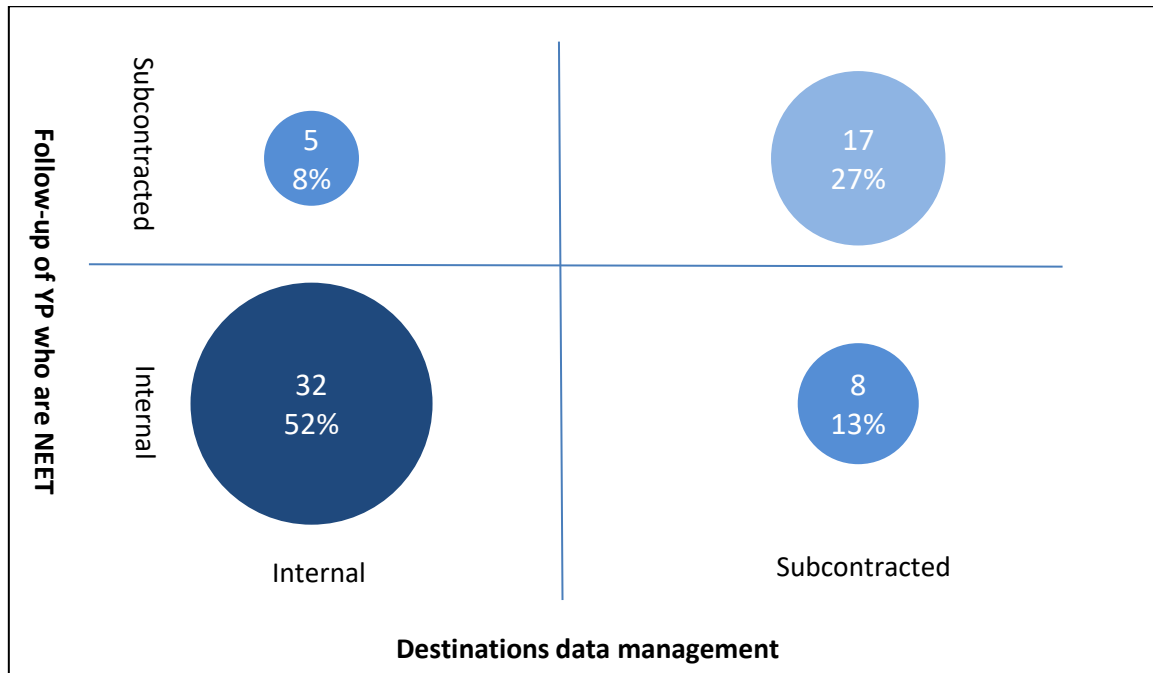 Follow-up of YP who are NEET
Subcontracted
Internal
5
8%
17
27%
32
52%
8
13%
Internal
Subcontracted
Destinations data management